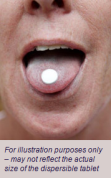 For illustration purposes only
– may not reflect the actual
size of the dispersible tablet